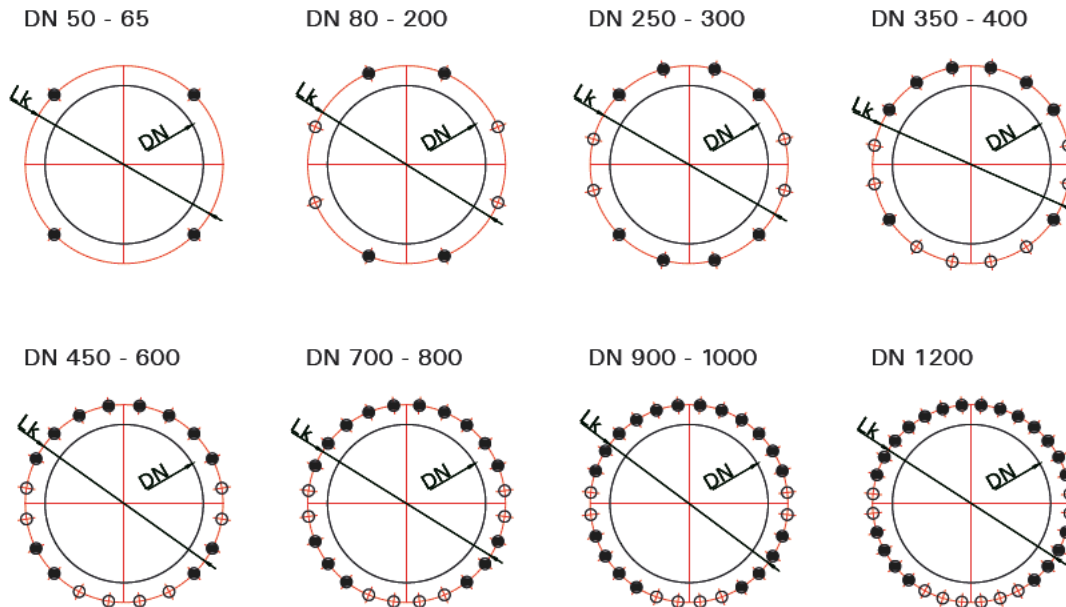 DN 50 - 65
DN 80 - 200
DN 250 - 300
DN 350 - 400
Lk
DN
Lk
DN
Lk
DN
Lk
DN
DN 450 - 600
DN 700 - 800
DN 900 - 1000
DN 1200
Lk
DN
Lk
DN
Lk
DN
Lk
DN